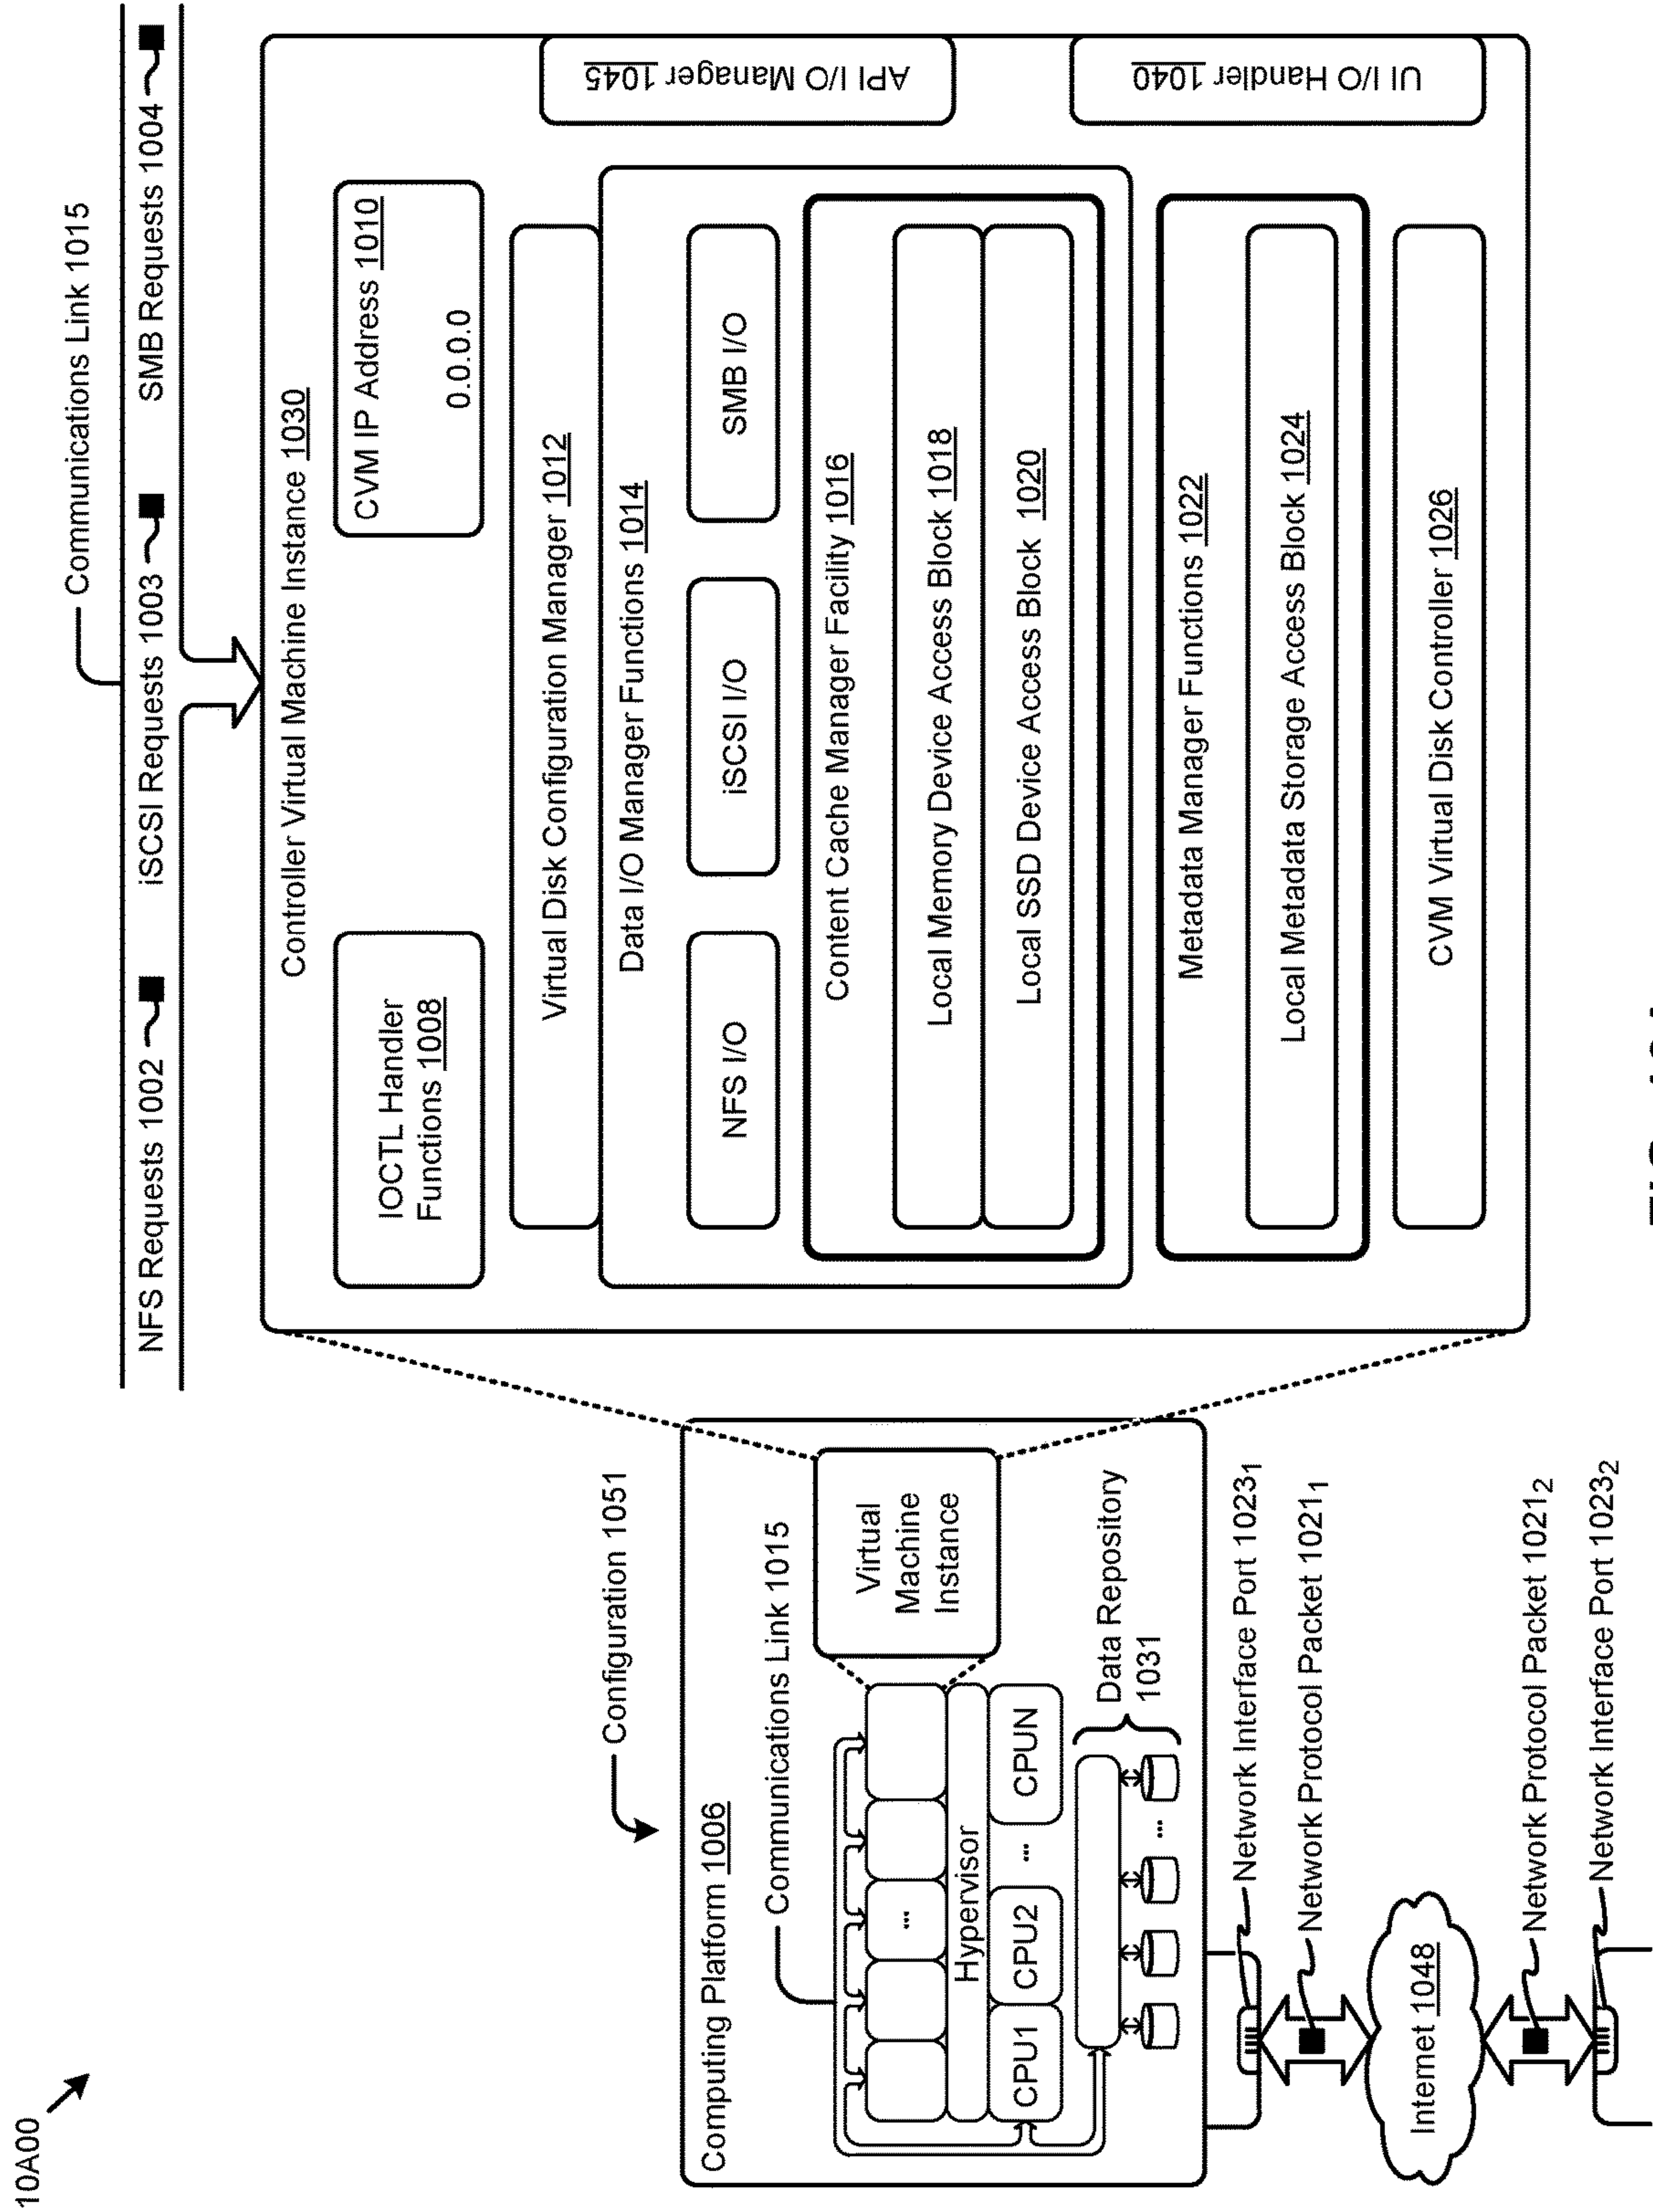 10A00
Communications Link 1015
NFS Requests 1002
iSCSI Requests 1003
SMB Requests 1004
Configuration 1051
Computing Platform 1006
Communications Link 1015
Virtual
Machine
Instance
...
Hypervisor
CPU1
CPU2
...
CPUN
Data Repository
1031
...
Network Interface Port 1023₁
Network Protocol Packet 1021₁
Internet 1048
Network Protocol Packet 1021₂
Network Interface Port 1023₂
Controller Virtual Machine Instance 1030
IOCTL Handler
Functions 1008
CVM IP Address 1010
0.0.0.0
Virtual Disk Configuration Manager 1012
Data I/O Manager Functions 1014
NFS I/O
iSCSI I/O
SMB I/O
Content Cache Manager Facility 1016
Local Memory Device Access Block 1018
Local SSD Device Access Block 1020
Metadata Manager Functions 1022
Local Metadata Storage Access Block 1024
CVM Virtual Disk Controller 1026
API I/O Manager 1045
UI I/O Handler 1040